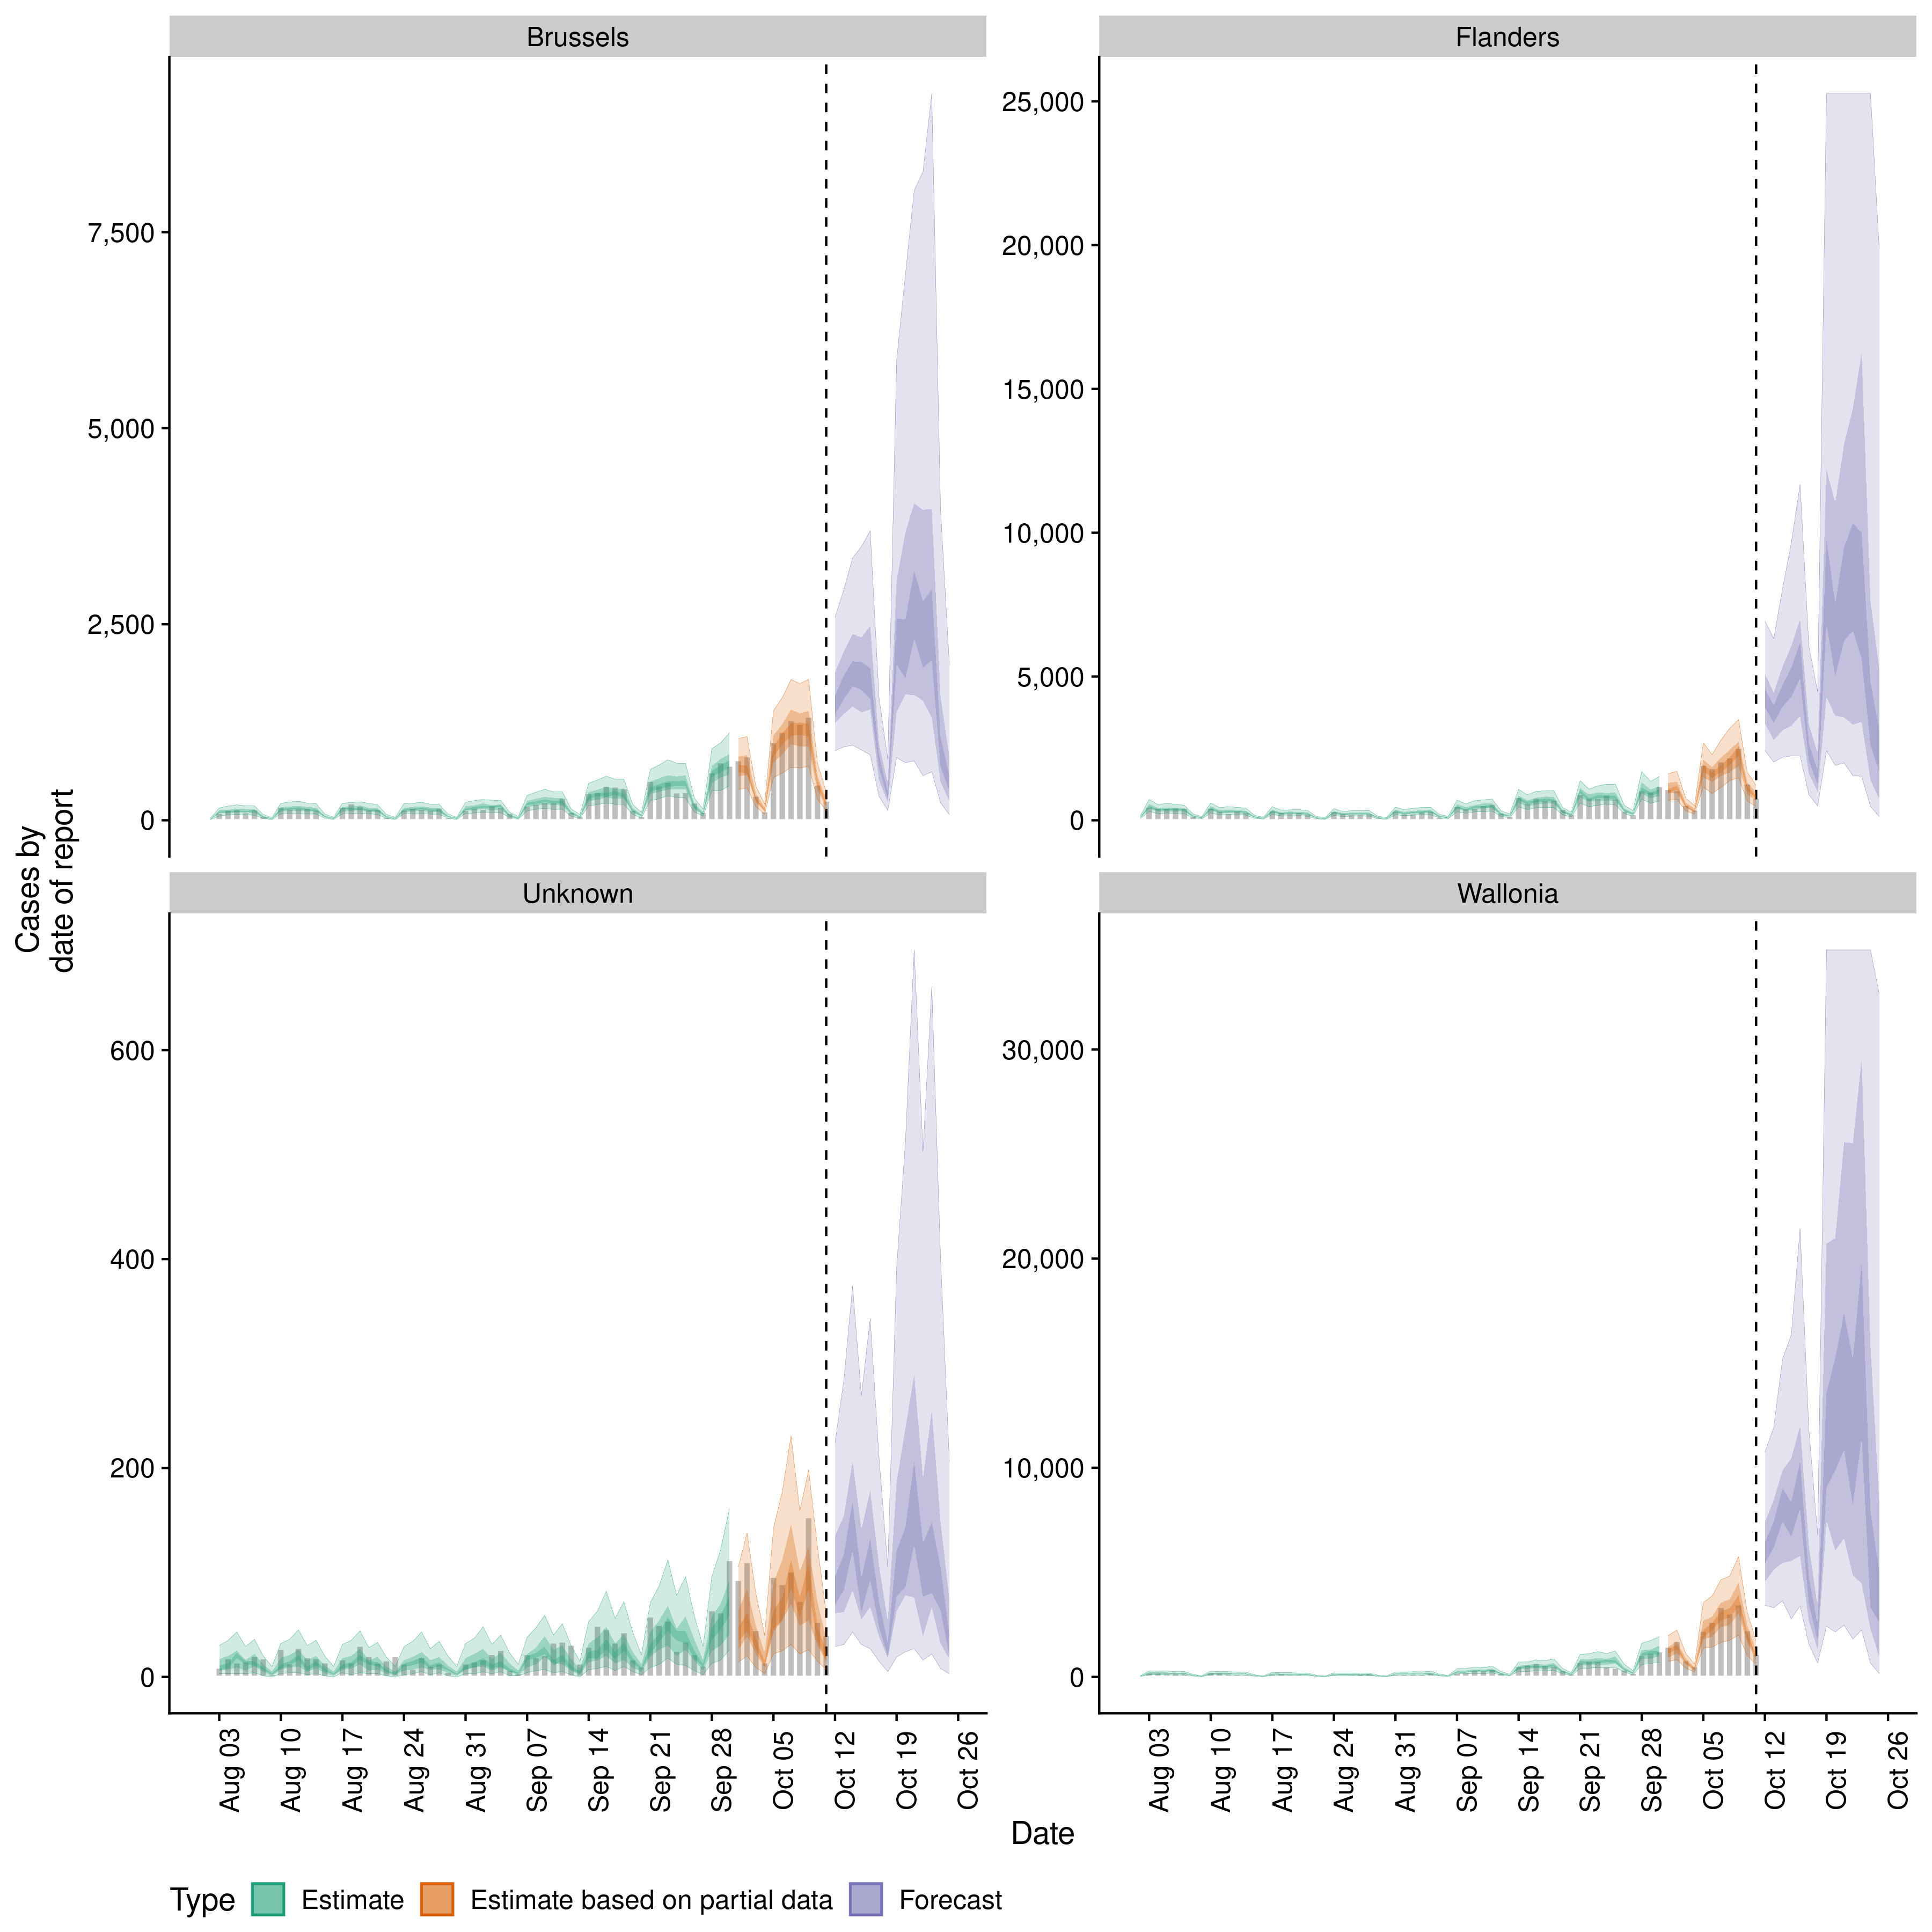 Brussels
Flanders
7,500
5,000
2,500
0
25,000
20,000
15,000
10,000
5,000
0
Unknown
Wallonia
600
400
200
0
30,000
20,000
10,000
0
Cases by
date of report
Aug 03
Aug 10
Aug 17
Aug 24
Aug 31
Sep 07
Sep 14
Sep 21
Sep 28
Oct 05
Oct 12
Oct 19
Oct 26
Aug 03
Aug 10
Aug 17
Aug 24
Aug 31
Sep 07
Sep 14
Sep 21
Sep 28
Oct 05
Oct 12
Oct 19
Oct 26
Date
Type Estimate Estimate based on partial data Forecast